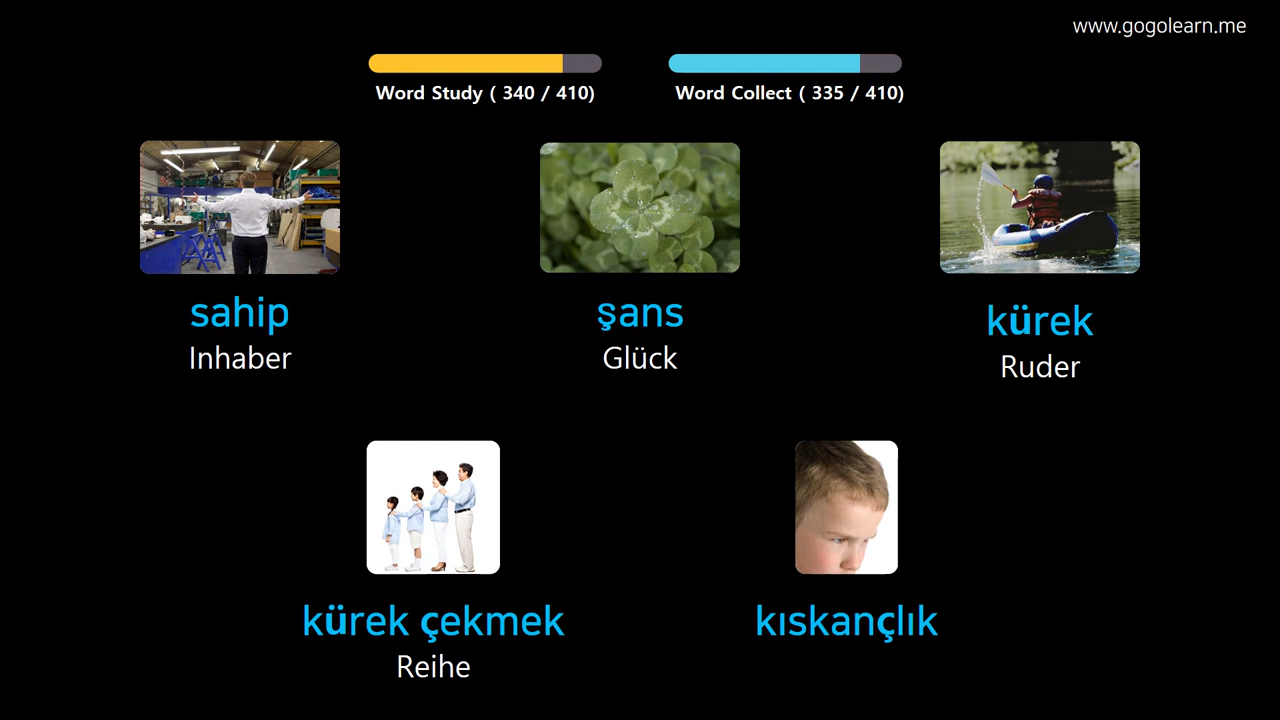 www.gogolearn.me
Word Study ( 340 / 410)
Word Collect ( 335 / 410)
sahip
Inhaber
şans
Glück
kürek
Ruder
kürek çekmek
Reihe
kıskançlık